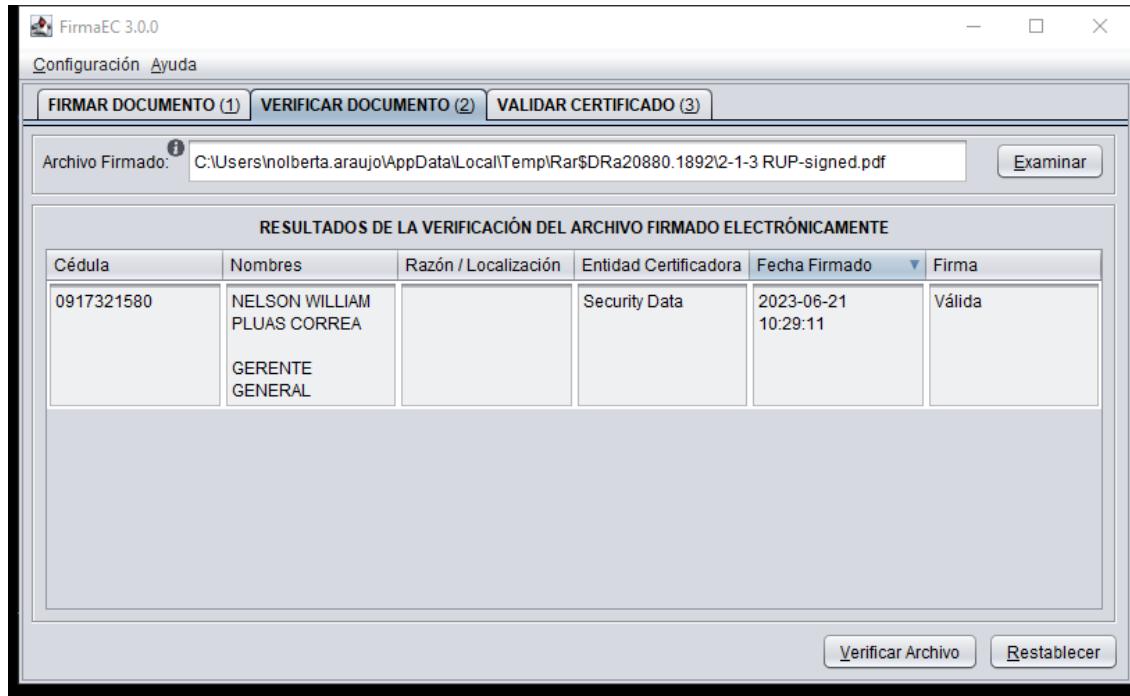 FirmaEC 3.0.0
Configuración Ayuda
FIRMAR DOCUMENTO (1) VERIFICAR DOCUMENTO (2) VALIDAR CERTIFICADO (3)
Archivo Firmado: C:\Users\nolberta.araujo\AppData\Local\Temp\Rar$DRa20880.1892\2-1-3 RUP-signed.pdf Examinar
RESULTADOS DE LA VERIFICACIÓN DEL ARCHIVO FIRMADO ELECTRÓNICAMENTE
Cédula Nombres Razón / Localización Entidad Certificadora Fecha Firmado Firma
0917321580 NELSON WILLIAM Security Data 2023-06-21 Válida
PLUAS CORREA 10:29:11
GERENTE
GENERAL
Verificar Archivo Restablecer